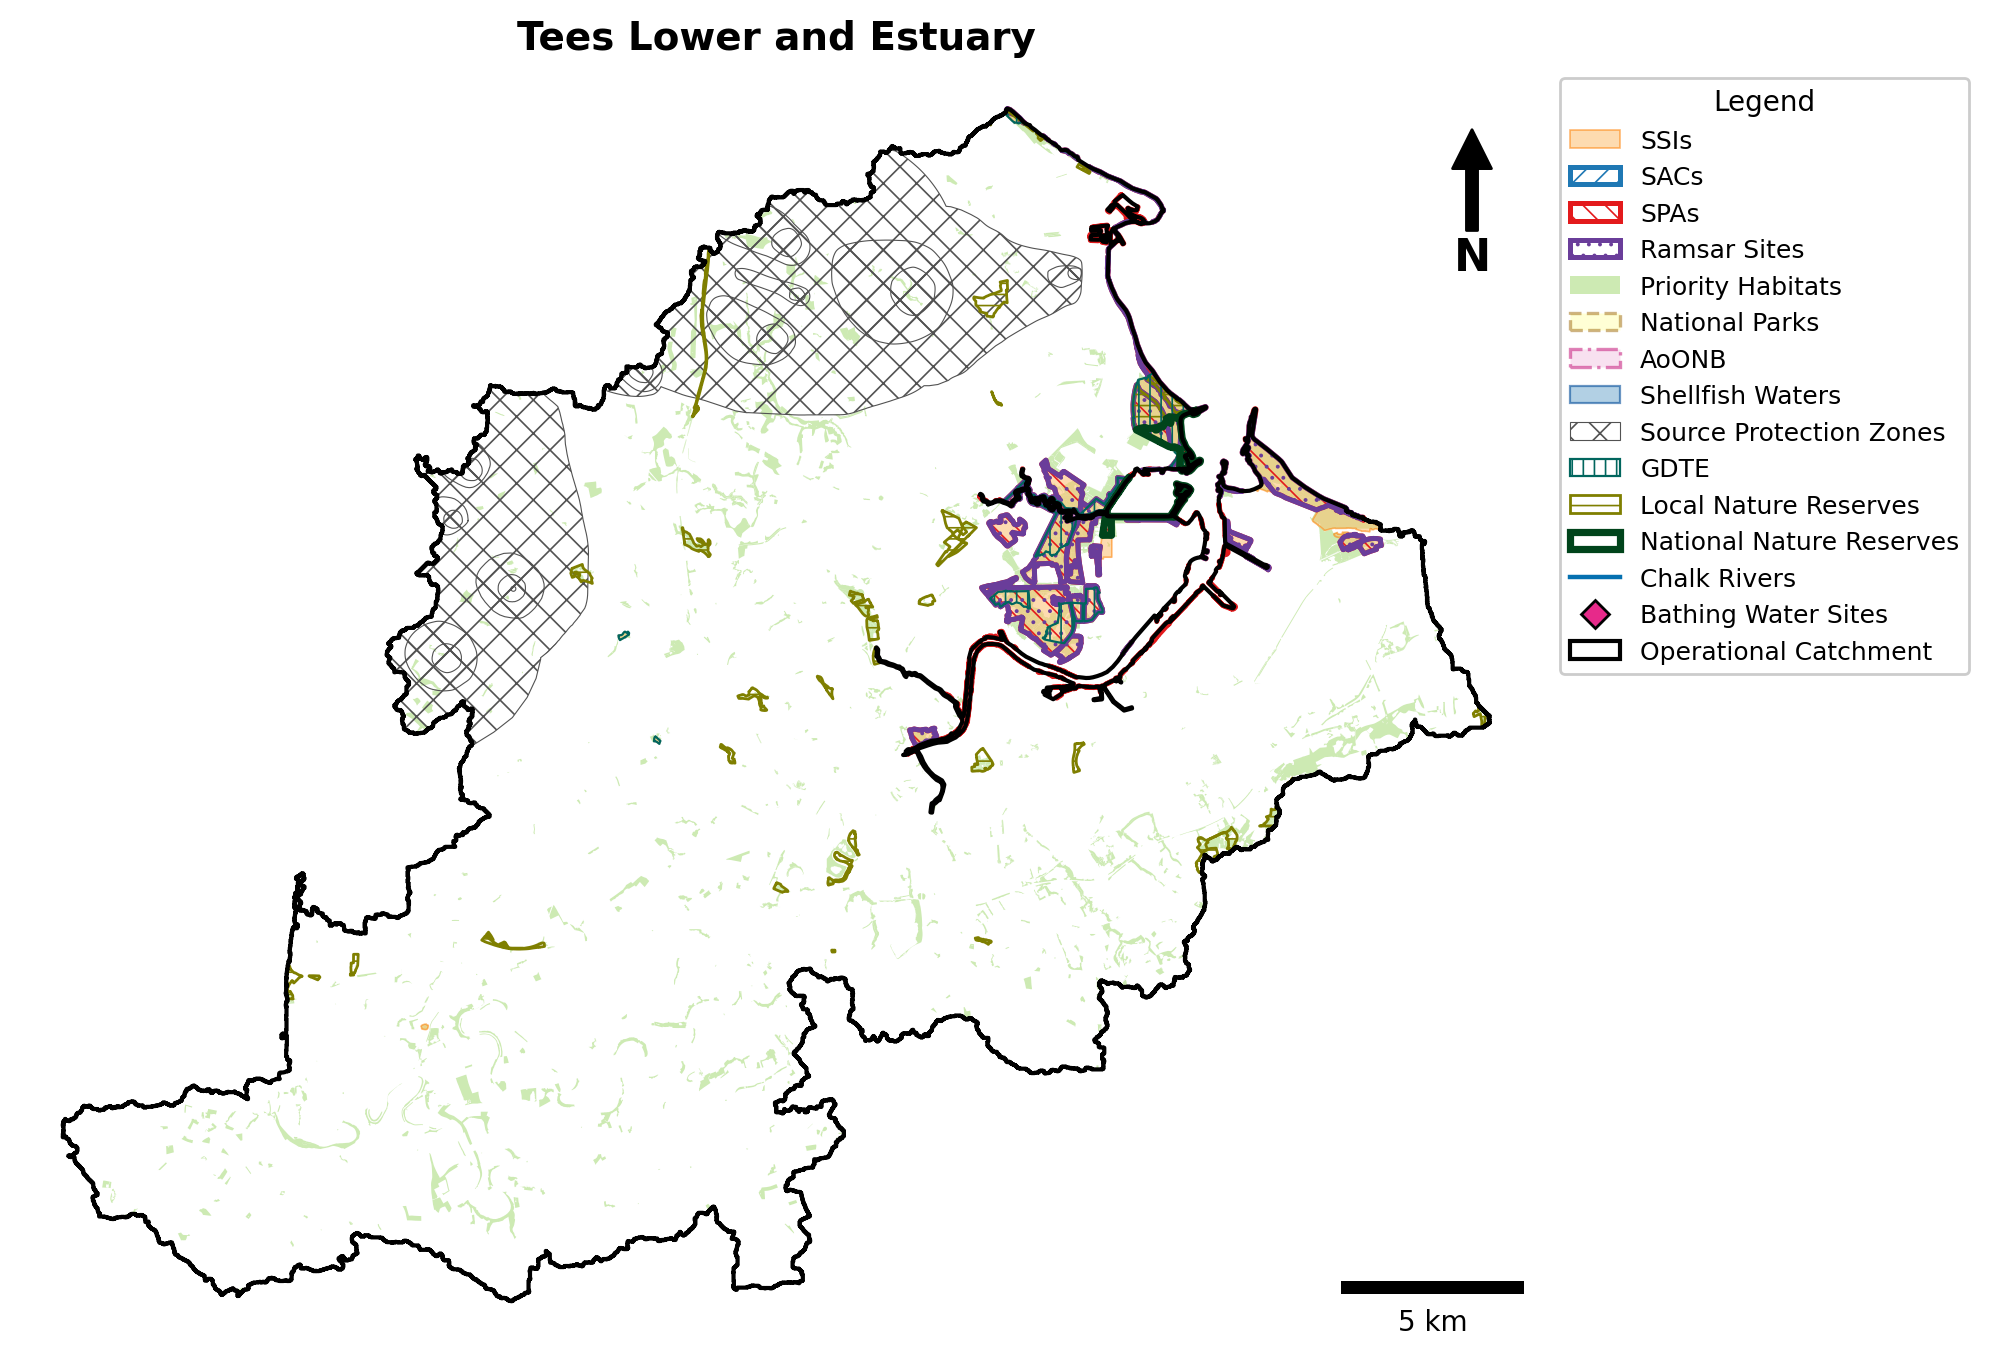 Tees Lower and Estuary
Legend
SSIs
SACs
SPAs
Ramsar Sites
Priority Habitats
National Parks
AoONB
Shellfish Waters
Source Protection Zones
GDTE
Local Nature Reserves
National Nature Reserves
Chalk Rivers
Bathing Water Sites
Operational Catchment
N
5 km